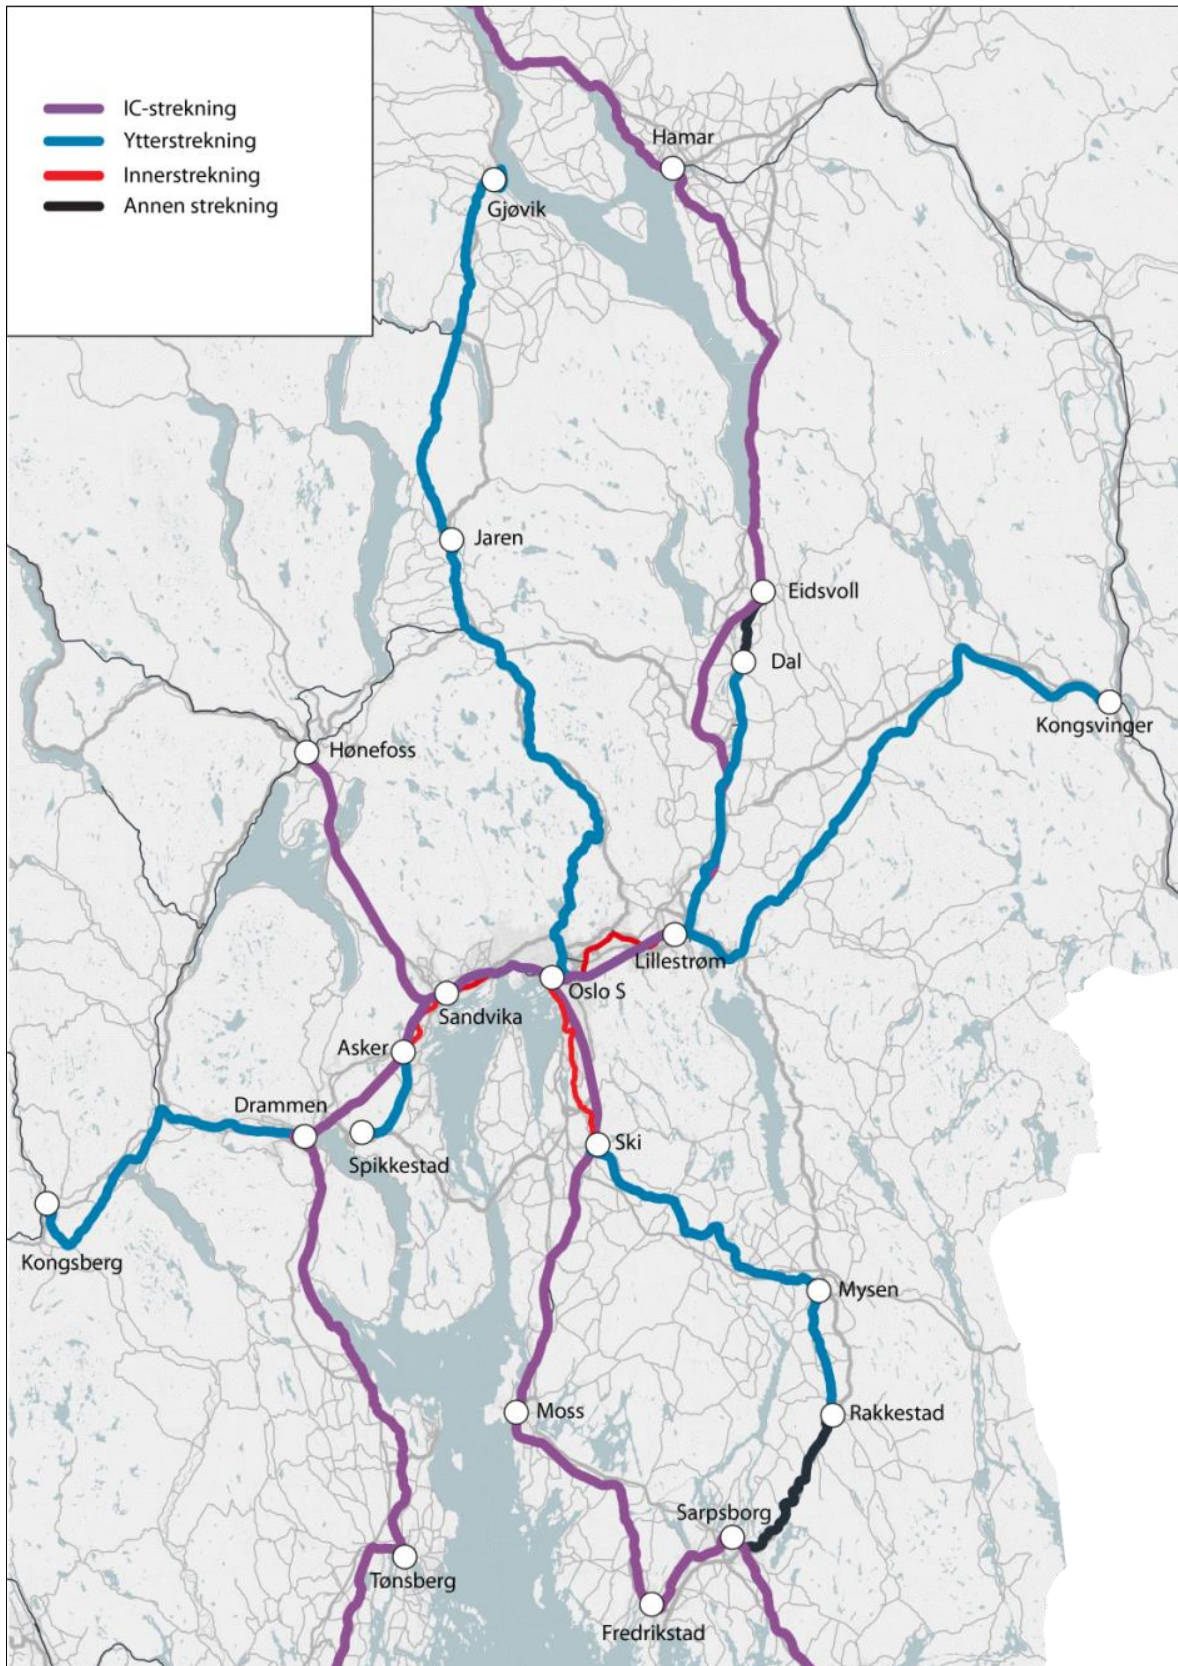 IC-strekning
Ytterstrekning
Innerstrekning
Annen strekning
Hamar
Gjøvik
Jaren
Eidsvoll
Dal
Kongsvinger
Hønefoss
Lillestrøm
Oslo S
Sandvika
Asker
Drammen
Ski
Spikkestad
Kongsberg
Mysen
Moss
Rakkestad
Sarpsborg
Tønsberg
Fredrikstad